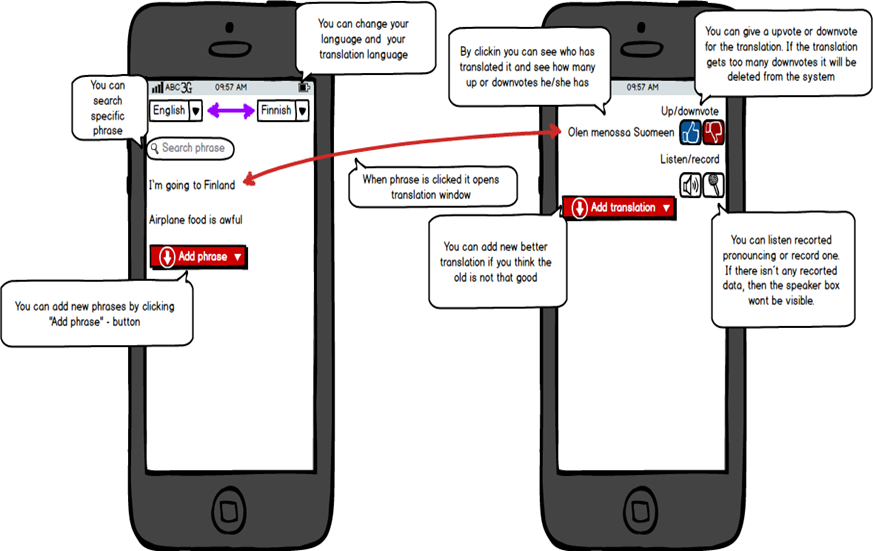 You can change your
language and your
translation language
You can
search
specific
phrase
ABC 3G 09:57 AM
English
Finnish
Search phrase
I'm going to Finland
Airplane food is awful
Add phrase
You can add new phrases by clicking
"Add phrase" - button
When phrase is clicked it opens
translation window
By clickin you can see who has
translated it and see how many
up or downvotes he/she has
You can give a upvote or downvote
for the translation. If the translation
gets too many downvotes it will be
deleted from the system
09:57 AM
Up/downvote
Olen menossa Suomeen
Listen/record
Add translation
You can add new better
translation if you think the
old is not that good
You can listen recorted
pronouncing or record one.
If there isn´t any recorted
data, then the speaker box
wont be visible.